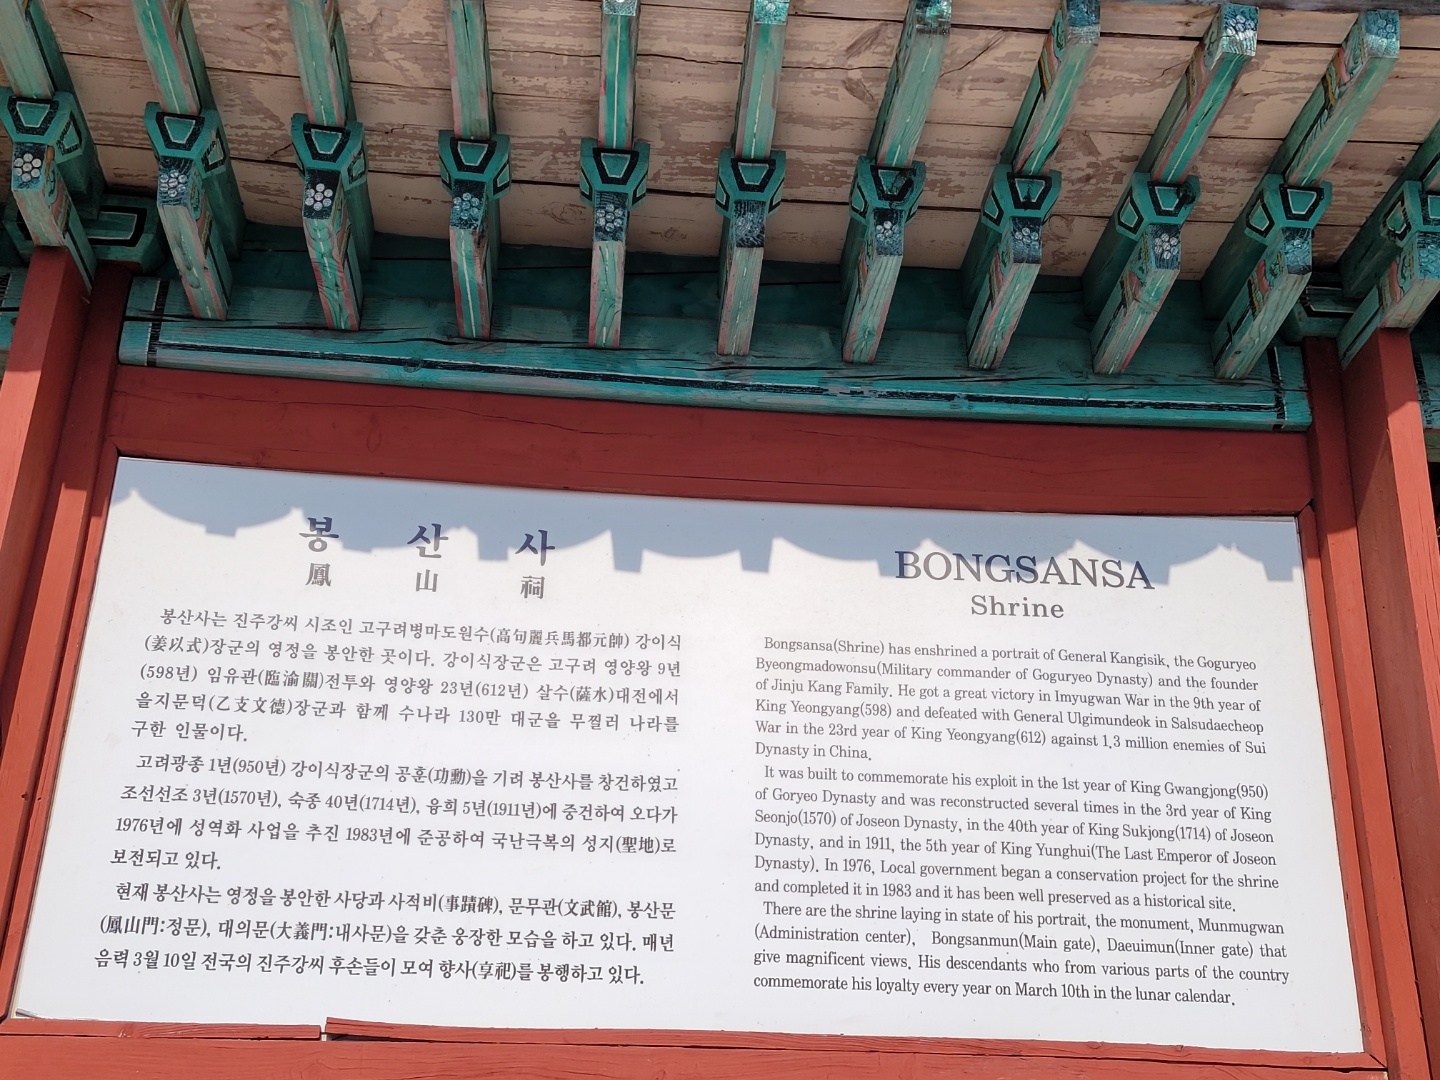 봉 산 사
鳳 山 祠
봉산사는 진주강씨 시조인 고구려병마도원수(高句麗兵馬都元帥) 강이식
(姜以式)장군의 영정을 봉안한 곳이다. 강이식장군은 고구려 영양왕 9년
(598년) 임유관(臨渝關)전투와 영양왕 23년(612년) 살수(薩水)대전에서
을지문덕(乙支文德)장군과 함께 수나라 130만 대군을 무찔러 나라를
구한 인물이다.
고려광종 1년(950년) 강이식장군의 공훈(功勳)을 기려 봉산사를 창건하였고
조선선조 3년(1570년), 숙종 40년(1714년), 융희 5년(1911년)에 중건하여 오다가
1976년에 성역화 사업을 추진 1983년에 준공하여 국난극복의 성지(聖地)로
보전되고 있다.
현재 봉산사는 영정을 봉안한 사당과 사적비(事蹟碑), 문무관(文武館), 봉산문
(鳳山門:정문), 대의문(大義門:내사문)을 갖춘 웅장한 모습을 하고 있다. 매년
음력 3월 10일 전국의 진주강씨 후손들이 모여 향사(享祀)를 봉행하고 있다.
BONGSANSA
Shrine
Bongsansa(Shrine) has enshrined a portrait of General Kangisik, the Goguryeo
Byeongmadowonsu(Military commander of Goguryeo Dynasty) and the founder
of Jinju Kang Family. He got a great victory in Imyugwan War in the 9th year of
King Yeongyang(598) and defeated with General Ulgimundeok in Salsudaecheop
War in the 23rd year of King Yeongyang(612) against 1.3 million enemies of Sui
Dynasty in China.
It was built to commemorate his exploit in the 1st year of King Gwangjong(950)
of Goryeo Dynasty and was reconstructed several times in the 3rd year of King
Seonjo(1570) of Joseon Dynasty, in the 40th year of King Sukjong(1714) of Joseon
Dynasty, and in 1911, the 5th year of King Yunghui(The Last Emperor of Joseon
Dynasty). In 1976, Local government began a conservation project for the shrine
and completed it in 1983 and it has been well preserved as a historical site.
There are the shrine laying in state of his portrait, the monument, Munmugwan
(Administration center), Bongsanmun(Main gate), Daeuimun(Inner gate) that
give magnificent views. His descendants who from various parts of the country
commemorate his loyalty every year on March 10th in the lunar calendar.